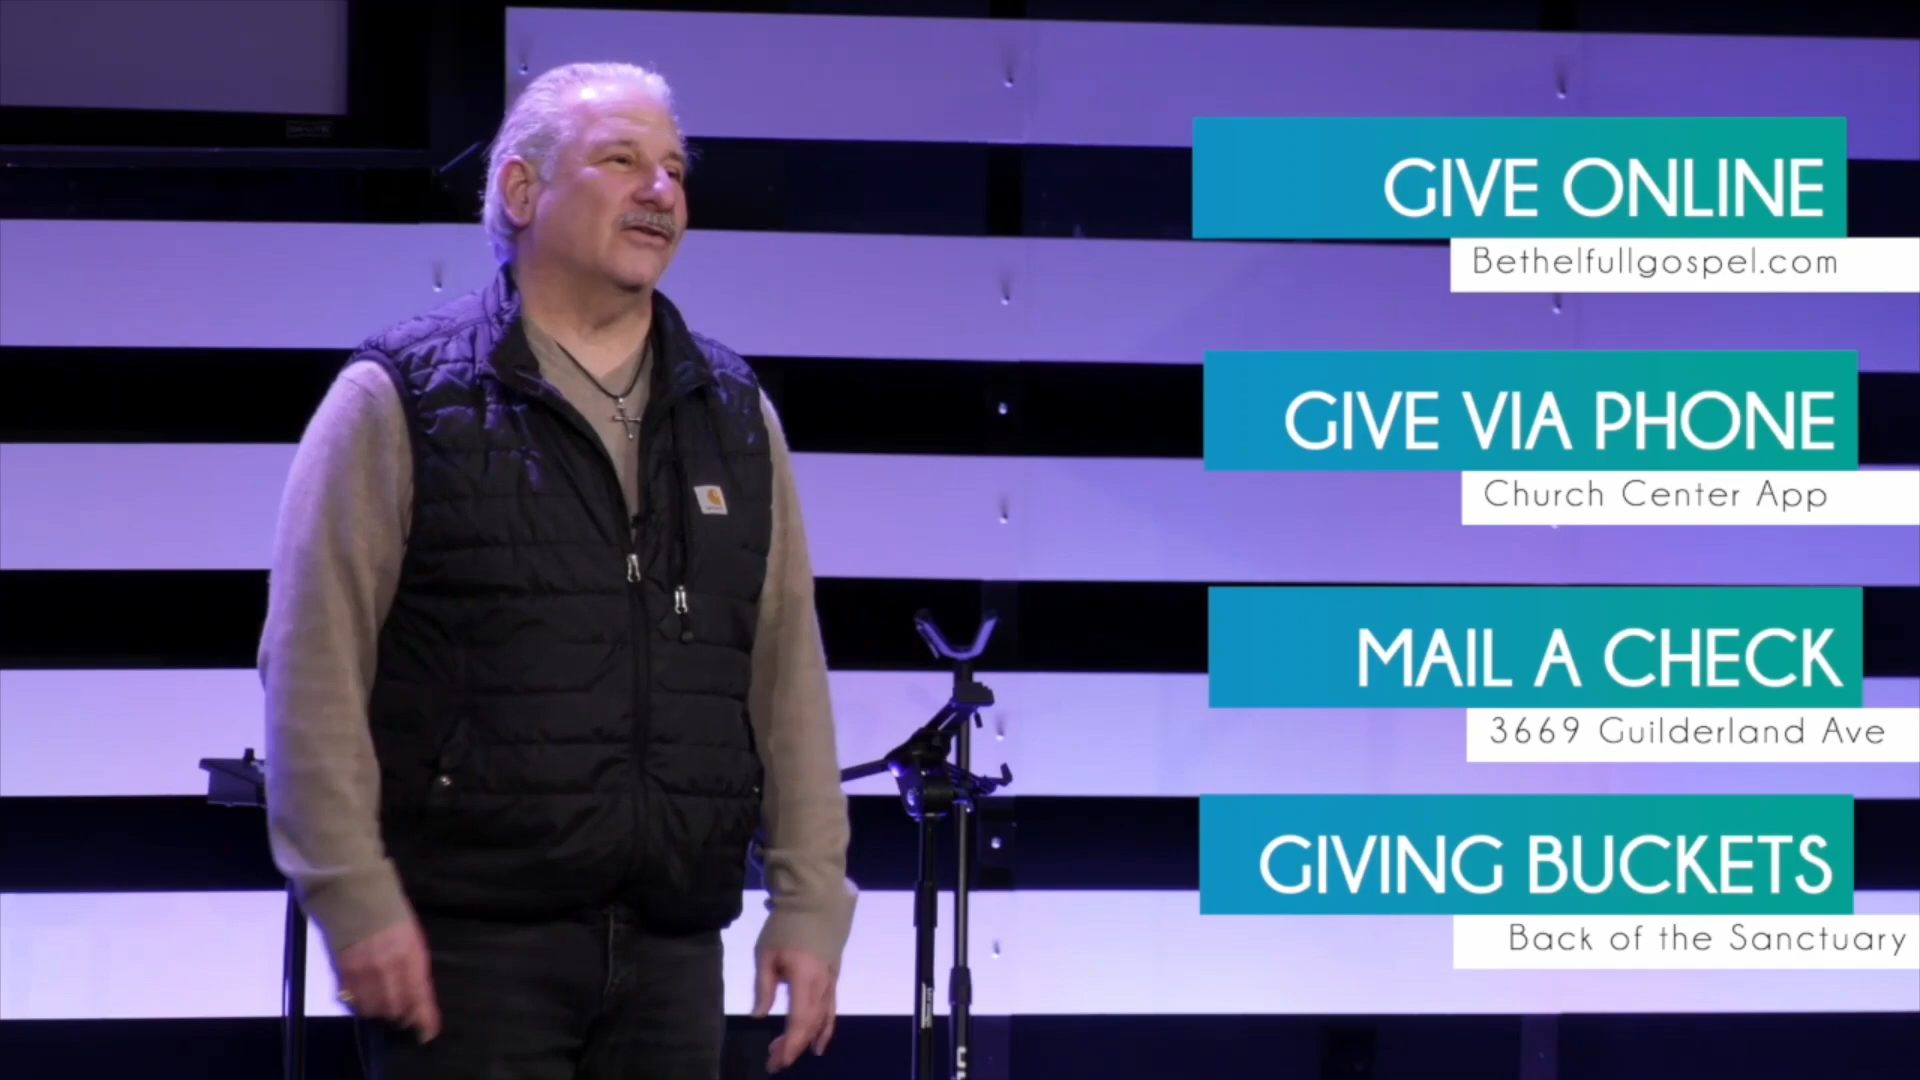 GIVE ONLINE
Bethelfullgospel.com
GIVE VIA PHONE
Church Center App
MAIL A CHECK
3669 Guilderland Ave
GIVING BUCKETS
Back of the Sanctuary